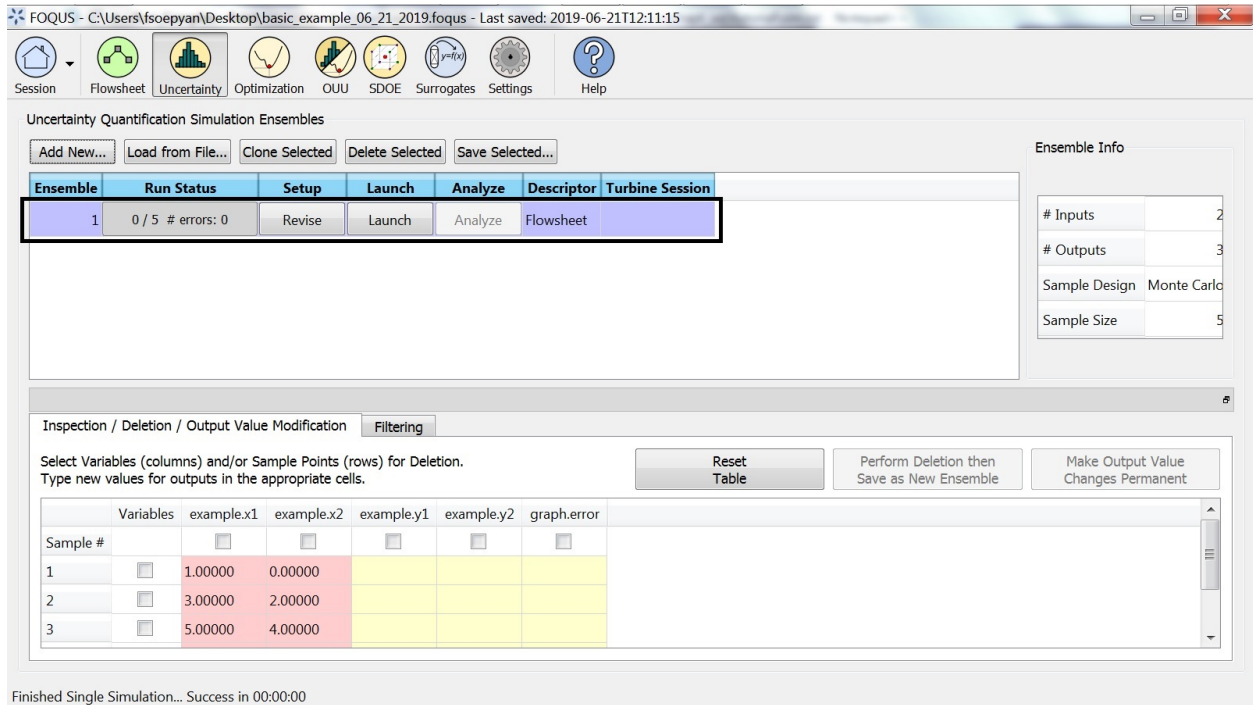 FOQUS - C:\Users\fsoepyan\Desktop\basic_example_06_21_2019.foqus - Last saved: 2019-06-21T12:11:15
y=f(x)
Session Flowsheet Uncertainty Optimization OUU SDOE Surrogates Settings Help
Uncertainty Quantification Simulation Ensembles
Ensemble Info
Add New... Load from File... Clone Selected Delete Selected Save Selected...
Ensemble Run Status Setup Launch Analyze Descriptor Turbine Session
1 0 / 5 # errors: 0 Revise Launch Analyze Flowsheet
# Inputs 2
# Outputs 3
Sample Design Monte Carlo
Sample Size 5
Inspection / Deletion / Output Value Modification Filtering
Select Variables (columns) and/or Sample Points (rows) for Deletion.
Type new values for outputs in the appropriate cells.
Reset
Table
Perform Deletion then
Save as New Ensemble
Make Output Value
Changes Permanent
Variables example.x1 example.x2 example.y1 example.y2 graph.error
Sample #
1 1.00000 0.00000
2 3.00000 2.00000
3 5.00000 4.00000
Finished Single Simulation... Success in 00:00:00